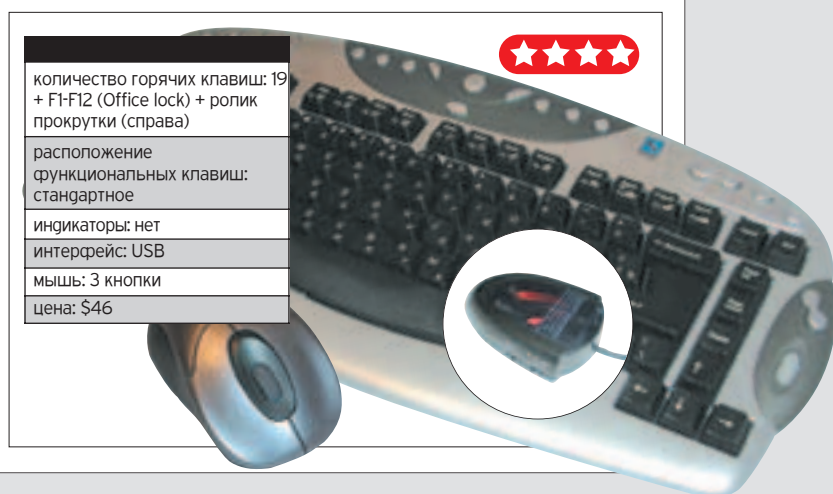 количество горячих клавиш: 19
+ F1-F12 (Office lock) + ролик
прокрутки (справа)
расположение
функциональных клавиш:
стандартное
индикаторы: нет
интерфейс: USB
мышь: 3 кнопки
цена: $46